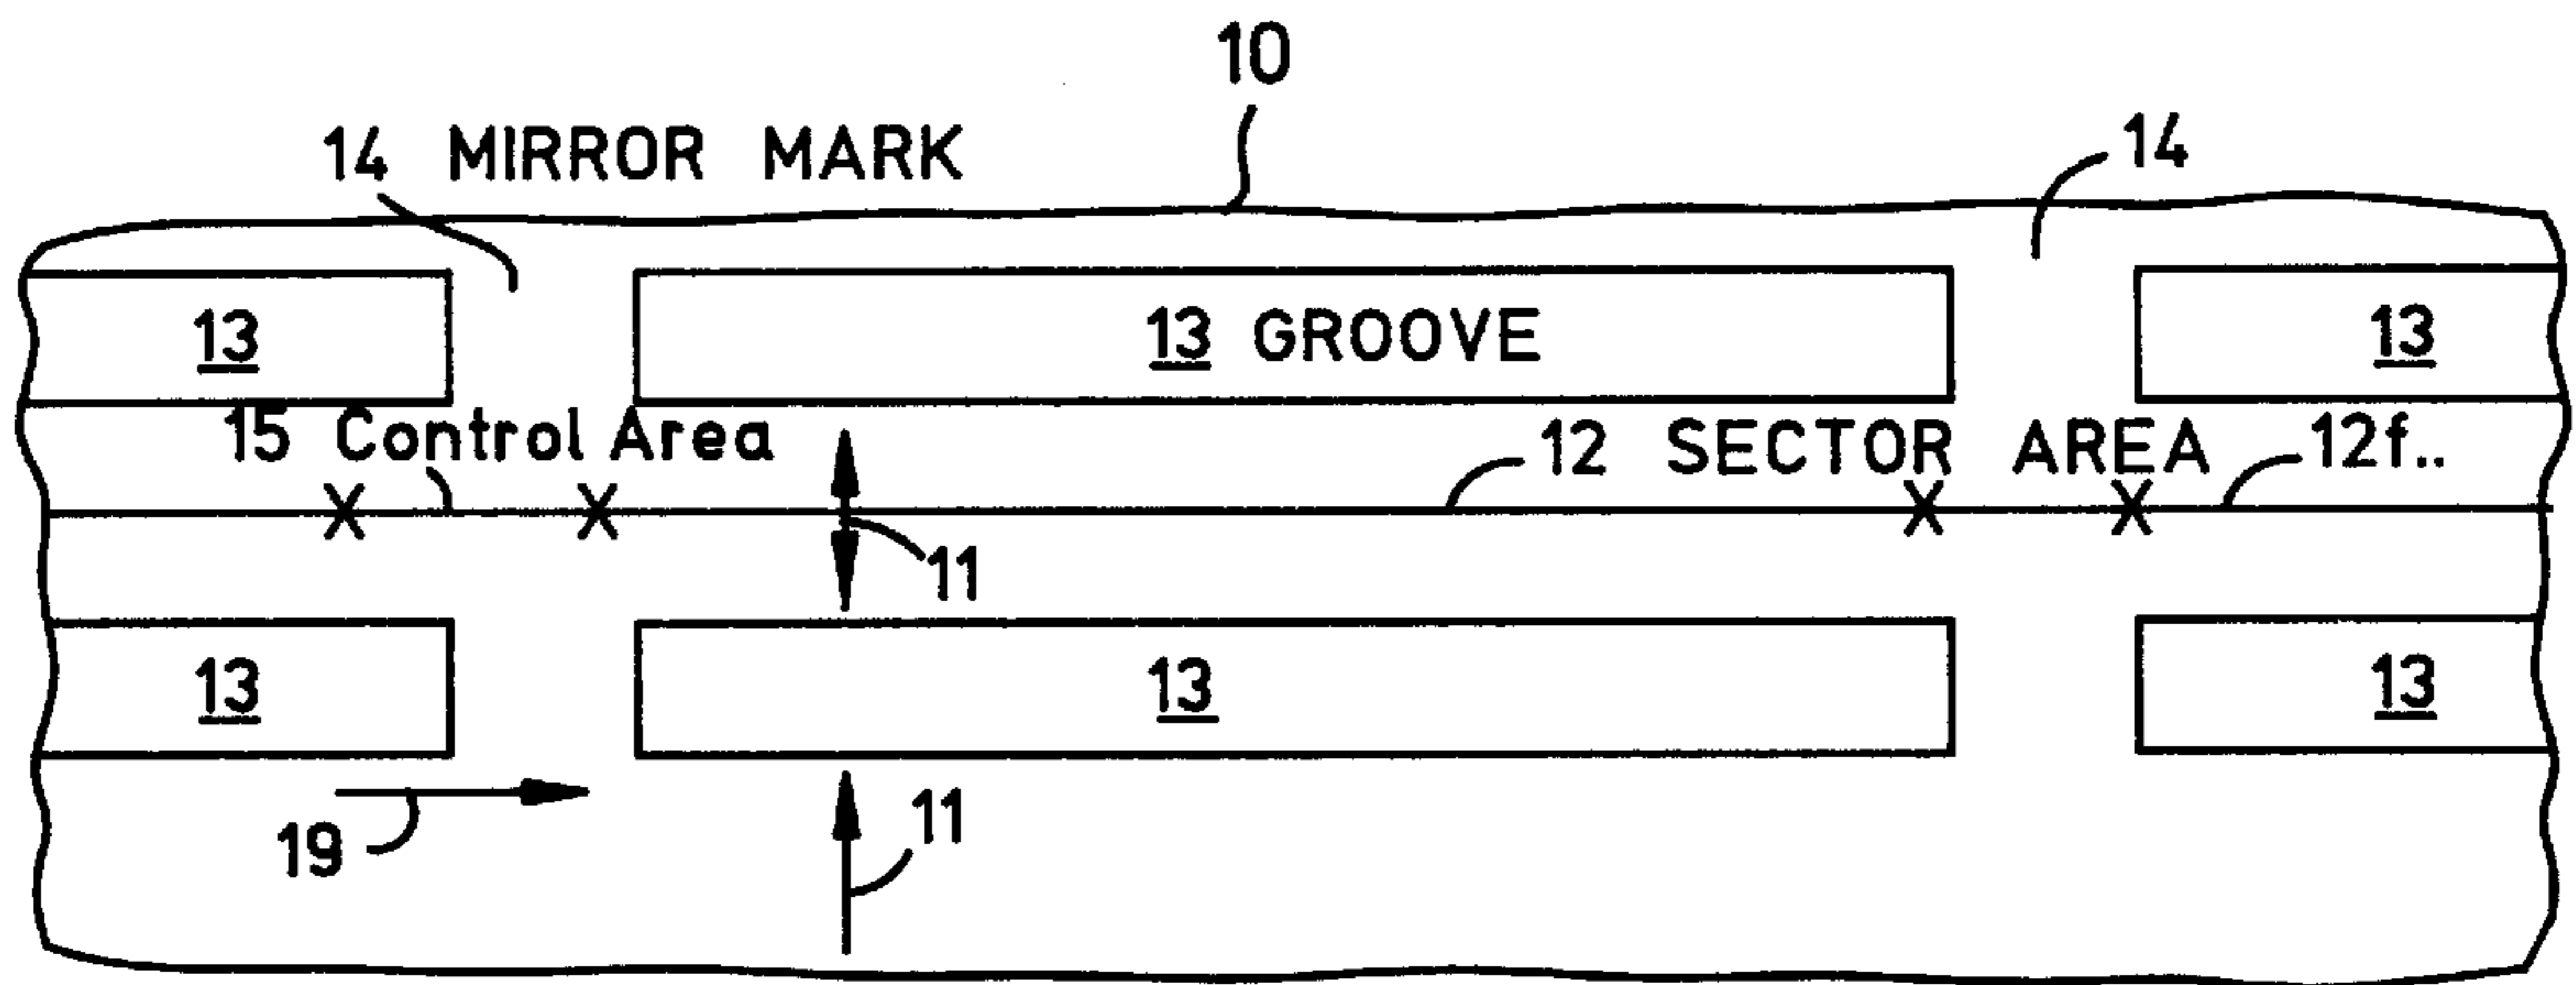 10
14 MIRROR MARK
14
13
13 GROOVE
13
15 Control Area
12 SECTOR AREA
12f..
11
13
13
13
19
11